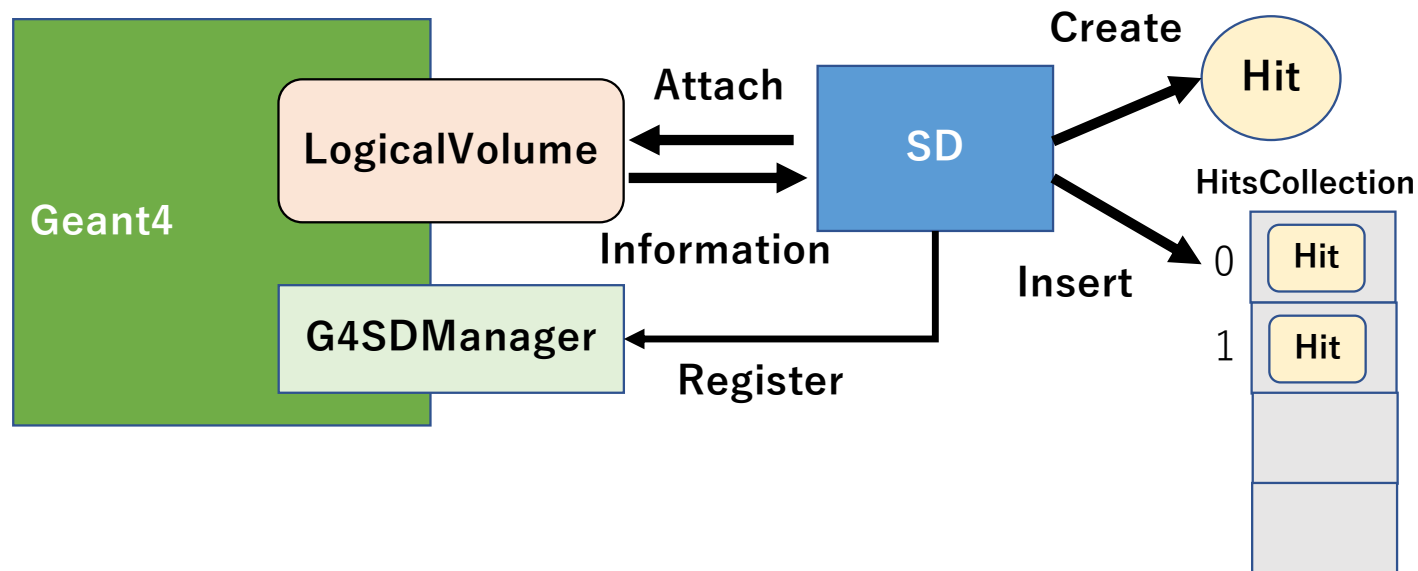 Create
Hit
Attach
LogicalVolume
SD
HitsCollection
Geant4
Information
0
Hit
Insert
G4SDManager
1
Hit
Register